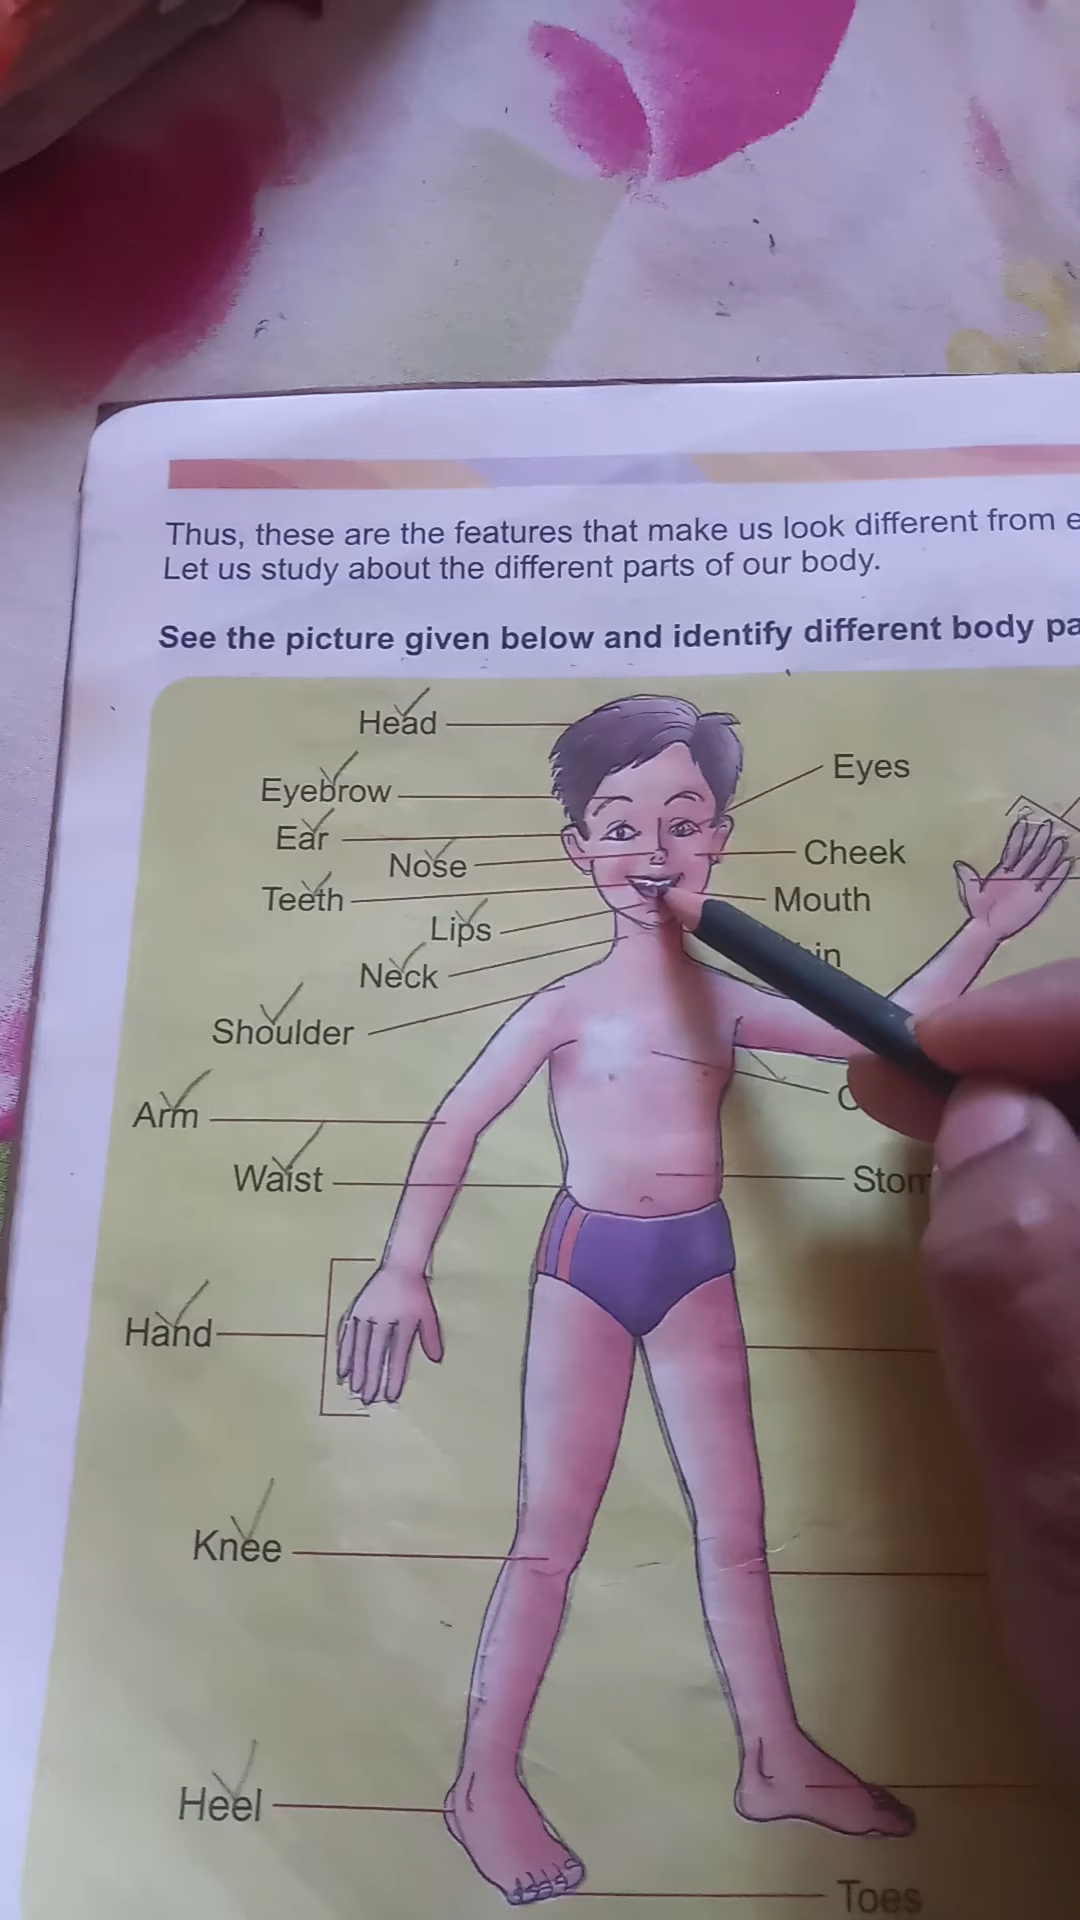 Thus, these are the features that make us look different from
Let us study about the different parts of our body.
See the picture given below and identify different body
Head
Eyes
Eyebrow
Ear
Nose
Cheek
Teeth
Mouth
Lips
Neck
Shoulder
Arm
Waist
Hand
Knee
Heel
Toes